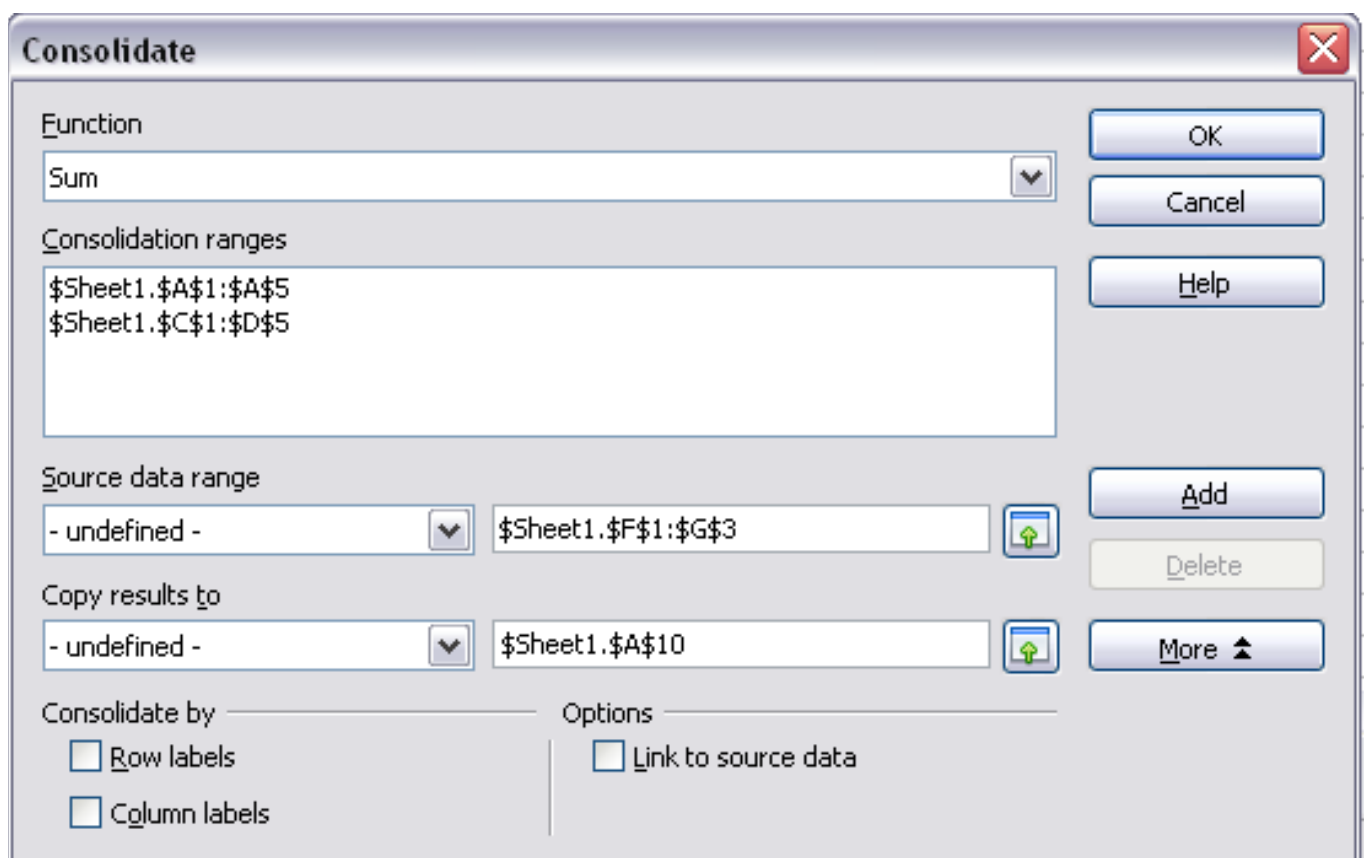 Consolidate
Function
OK
Sum
Cancel
Consolidation ranges
$Sheet1.$A$1:$A$5
Help
$Sheet1.$C$1:$D$5
Source data range
Add
- undefined -
$Sheet1.$F$1:$G$3
Delete
Copy results to
- undefined -
$Sheet1.$A$10
More
Consolidate by
Options
Row labels
Link to source data
Column labels